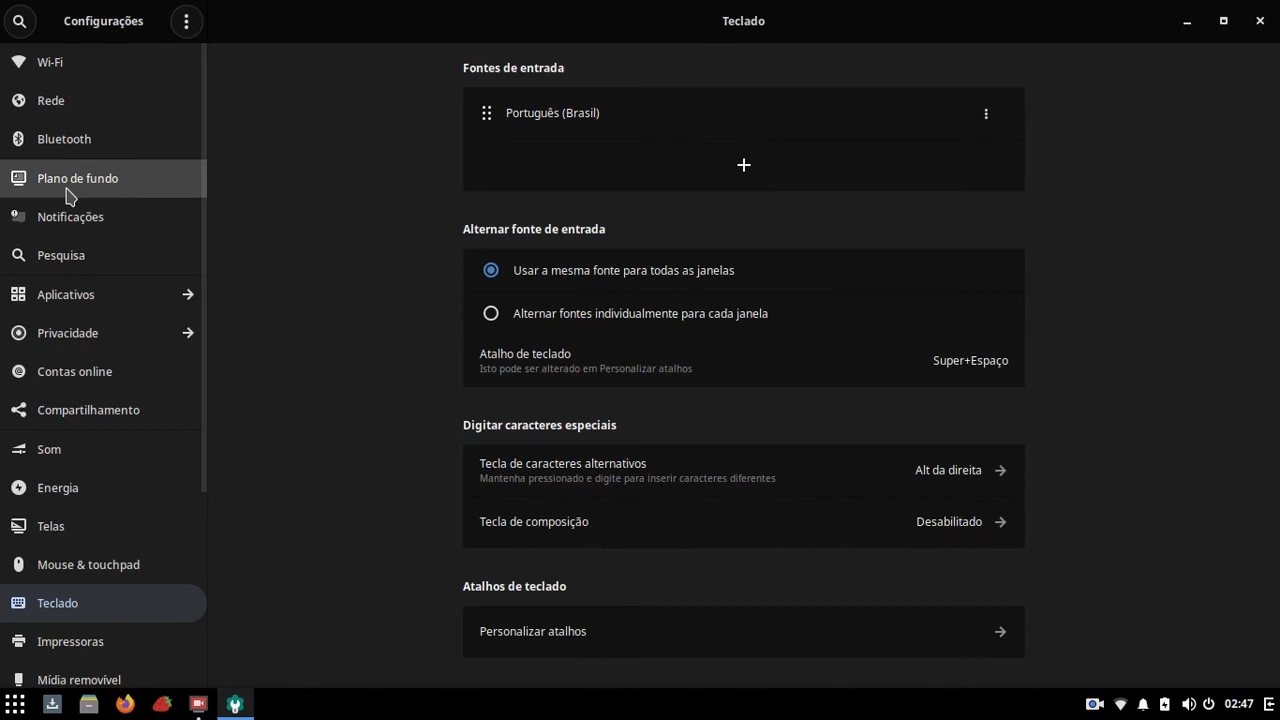 Configurações
Teclado
Wi-Fi
Rede
Bluetooth
Plano de fundo
Notificações
Pesquisa
Aplicativos
Privacidade
Contas online
Compartilhamento
Som
Energia
Telas
Mouse & touchpad
Teclado
Impressoras
Mídia removível
Fontes de entrada
Português (Brasil)
Alternar fonte de entrada
Usar a mesma fonte para todas as janelas
Alternar fontes individualmente para cada janela
Atalho de teclado
Super+Espaço
Isto pode ser alterado em Personalizar atalhos
Digitar caracteres especiais
Tecla de caracteres alternativos
Alt da direita
Mantenha pressionado e digite para inserir caracteres diferentes
Tecla de composição
Desabilitado
Atalhos de teclado
Personalizar atalhos
02:47